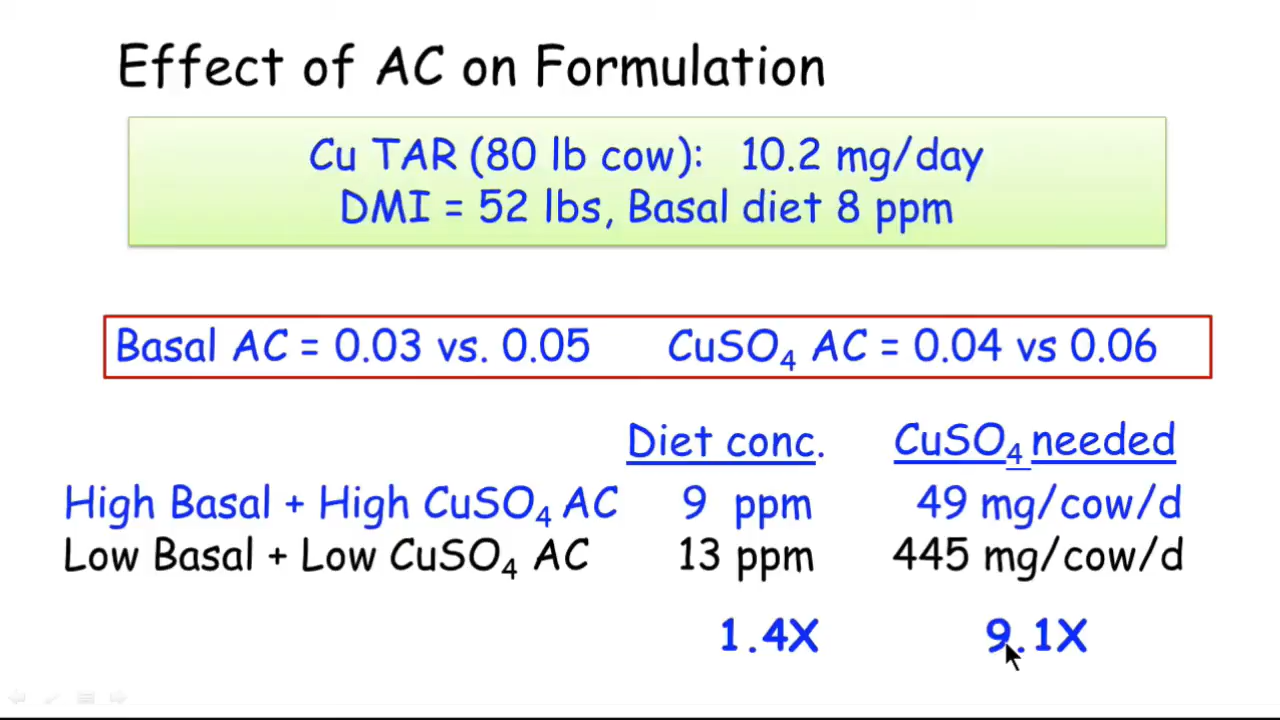 Effect of AC on Formulation
Cu TAR (80 lb cow): 10.2 mg/day
DMI = 52 lbs, Basal diet 8 ppm
Basal AC = 0.03 vs. 0.05 CuSO₄ AC = 0.04 vs 0.06
Diet conc. CuSO₄ needed
High Basal + High CuSO₄ AC 9 ppm 49 mg/cow/d
Low Basal + Low CuSO₄ AC 13 ppm 445 mg/cow/d
1.4X 9.1X